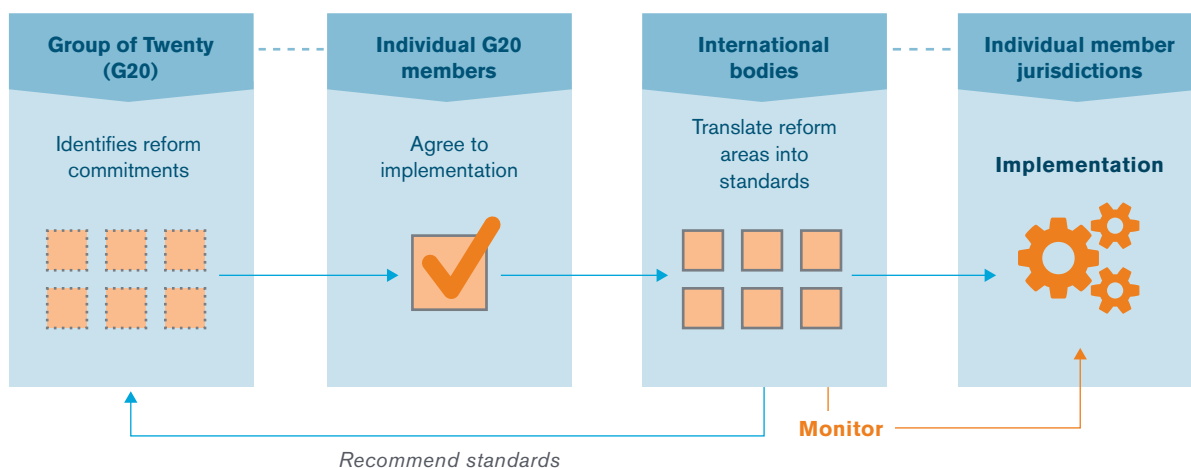 Group of Twenty
(G20)
Identifies reform
commitments
Individual G20
members
Agree to
implementation
International
bodies
Translate reform
areas into
standards
Individual member
jurisdictions
Implementation
Monitor
Recommend standards